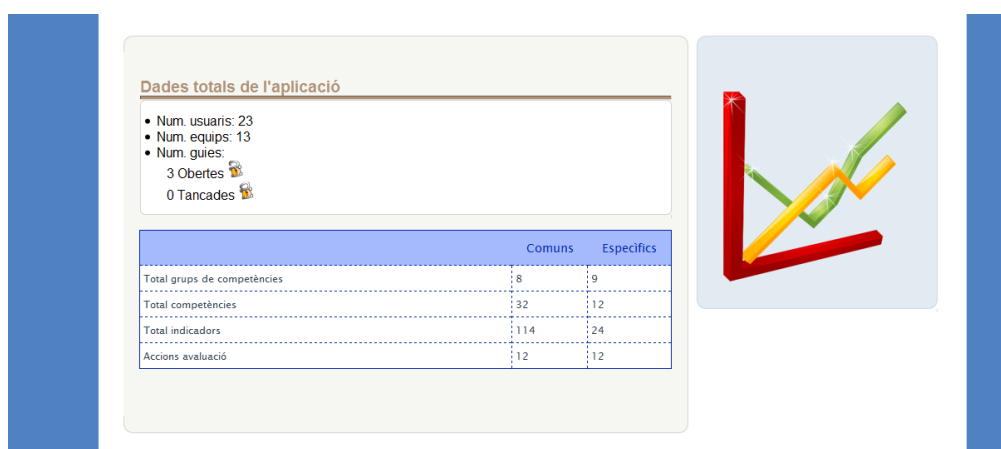 Dades totals de l'aplicació
Num. usuaris: 23
Num. equips: 13
Num. guies:
3 Obertes
0 Tancades
Comuns Específics
Total grups de competències 8 9
Total competències 32 12
Total indicadors 114 24
Accions avaluació 12 12